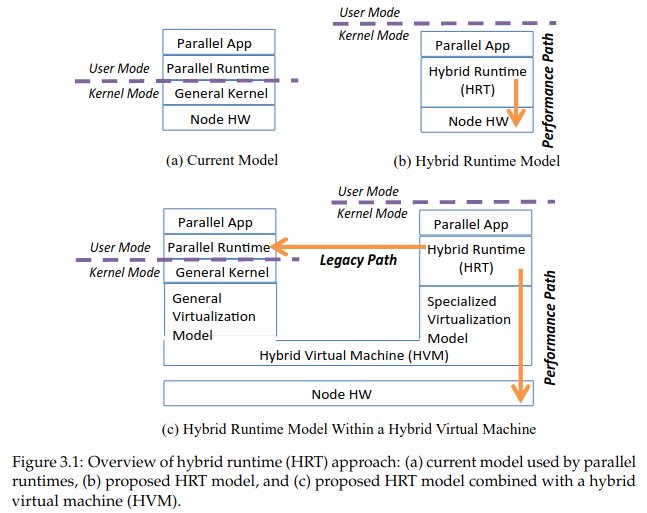 User Mode
Kernel Mode
Parallel App
Parallel App
User Mode
Parallel Runtime
Hybrid Runtime
(HRT)
Kernel Mode
General Kernel
Node HW
Node HW
Performance Path
(a) Current Model
(b) Hybrid Runtime Model
User Mode
Kernel Mode
Parallel App
Parallel App
User Mode
Parallel Runtime
Legacy Path
Hybrid Runtime
(HRT)
Kernel Mode
General Kernel
General
Virtualization
Model
Specialized
Virtualization
Model
Performance Path
Hybrid Virtual Machine (HVM)
Node HW
(c) Hybrid Runtime Model Within a Hybrid Virtual Machine
Figure 3.1: Overview of hybrid runtime (HRT) approach: (a) current model used by parallel
runtimes, (b) proposed HRT model, and (c) proposed HRT model combined with a hybrid
virtual machine (HVM).